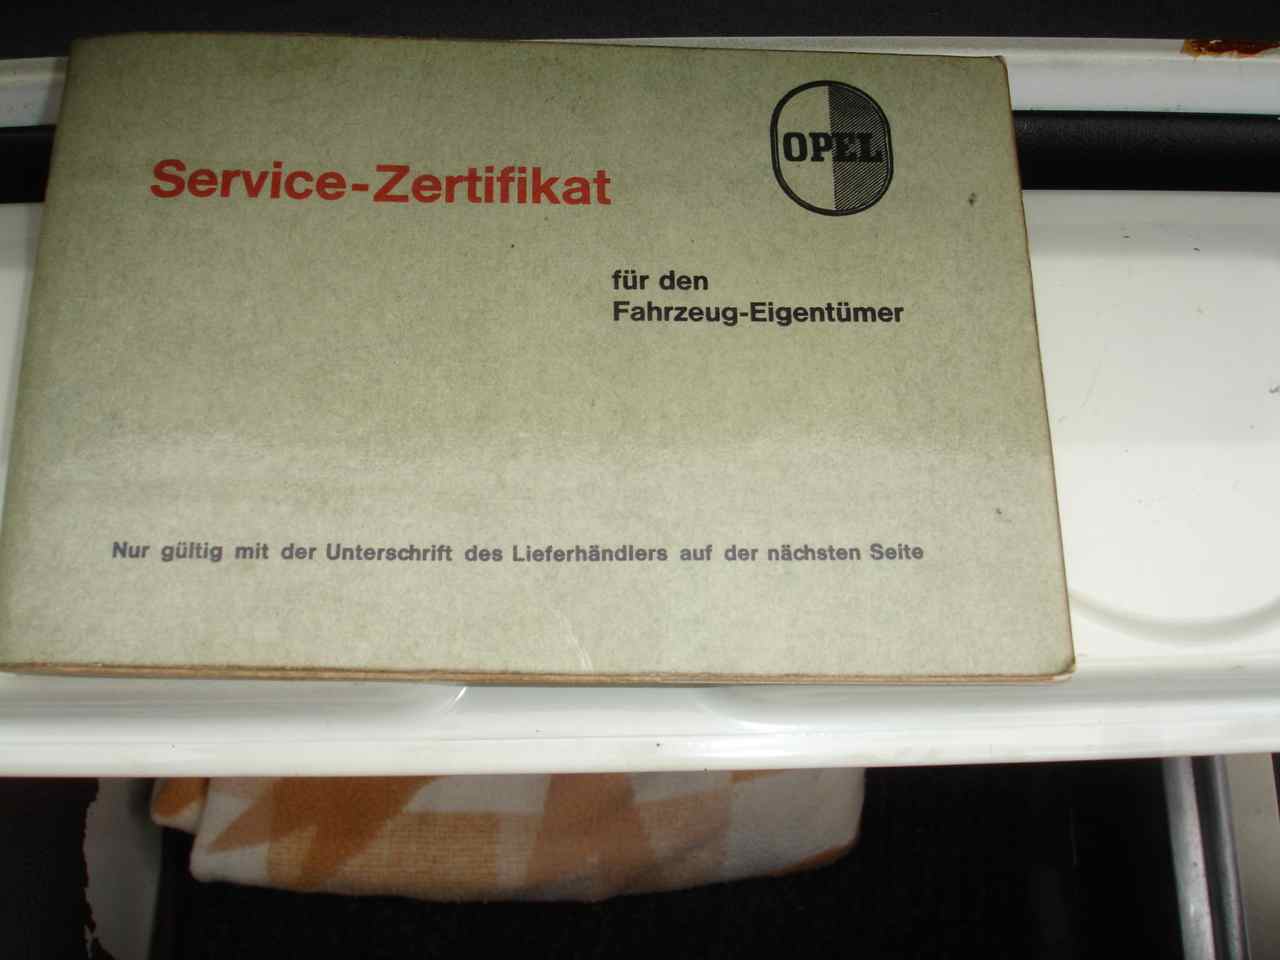 OPEL
Service-Zertifikat
für den
Fahrzeug-Eigentümer
Nur gültig mit der Unterschrift des Lieferhändlers auf der nächsten Seite